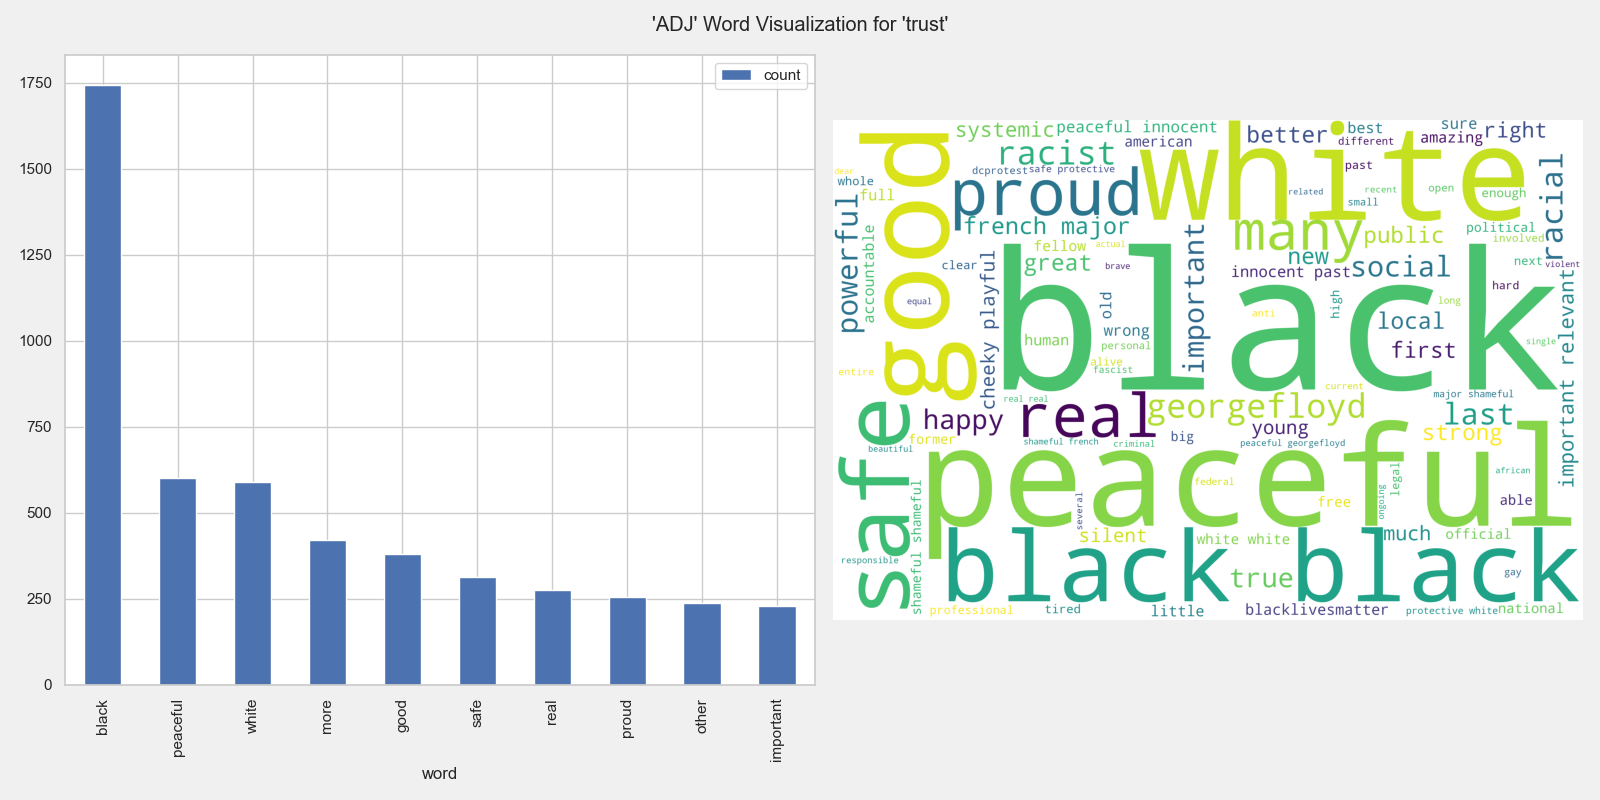 'ADJ' Word Visualization for 'trust'
count
1750
1500
1250
1000
750
500
250
0
black
peaceful
white
more
good
safe
real
proud
other
important
word
systemic
peaceful innocent
american
racist
dcprotest
safe protective
proud
french major
fellow
actual
great
brave
clear
cheeky playful
human
old
wrong
personal
alive
fascist
important
dear
whole
full
powerful
accountable
equal
entire
good
white
better
best
different
sure
amazing
right
past
related
small
recent
open
enough
racial
many
public
political
involved
new
innocent past
social
next
violent
high
anti
long
hard
local
first
single
important relevant
black
current
real real
real
happy
georgefloyd
major shameful
last
strong
young
big
peaceful georgefloyd
shameful french
criminal
former
beautiful
safe
peaceful
federal
several
free
ongoing
legal
african
able
silent
white white
much
official
shameful shameful
responsible
black black
true
gay
professional
tired
little
blacklivesmatter
protective white
national